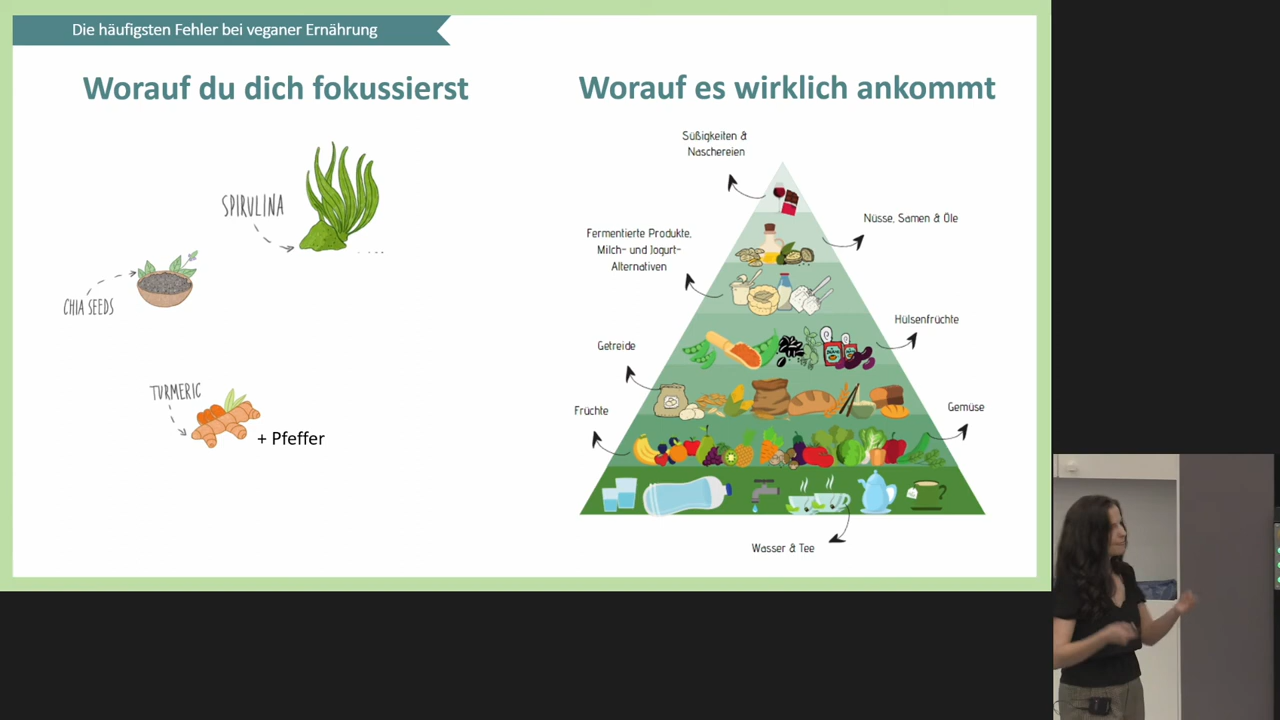 Die häufigsten Fehler bei veganer Ernährung
Worauf du dich fokussierst
SPIRULINA
CHIA SEEDS
TURMERIC
+ Pfeffer
Worauf es wirklich ankommt
Süßigkeiten &
Naschereien
Nüsse, Samen & Öle
Fermentierte Produkte,
Milch- und Jogurt-
Alternativen
Hülsenfrüchte
Getreide
Früchte
Gemüse
Wasser & Tee